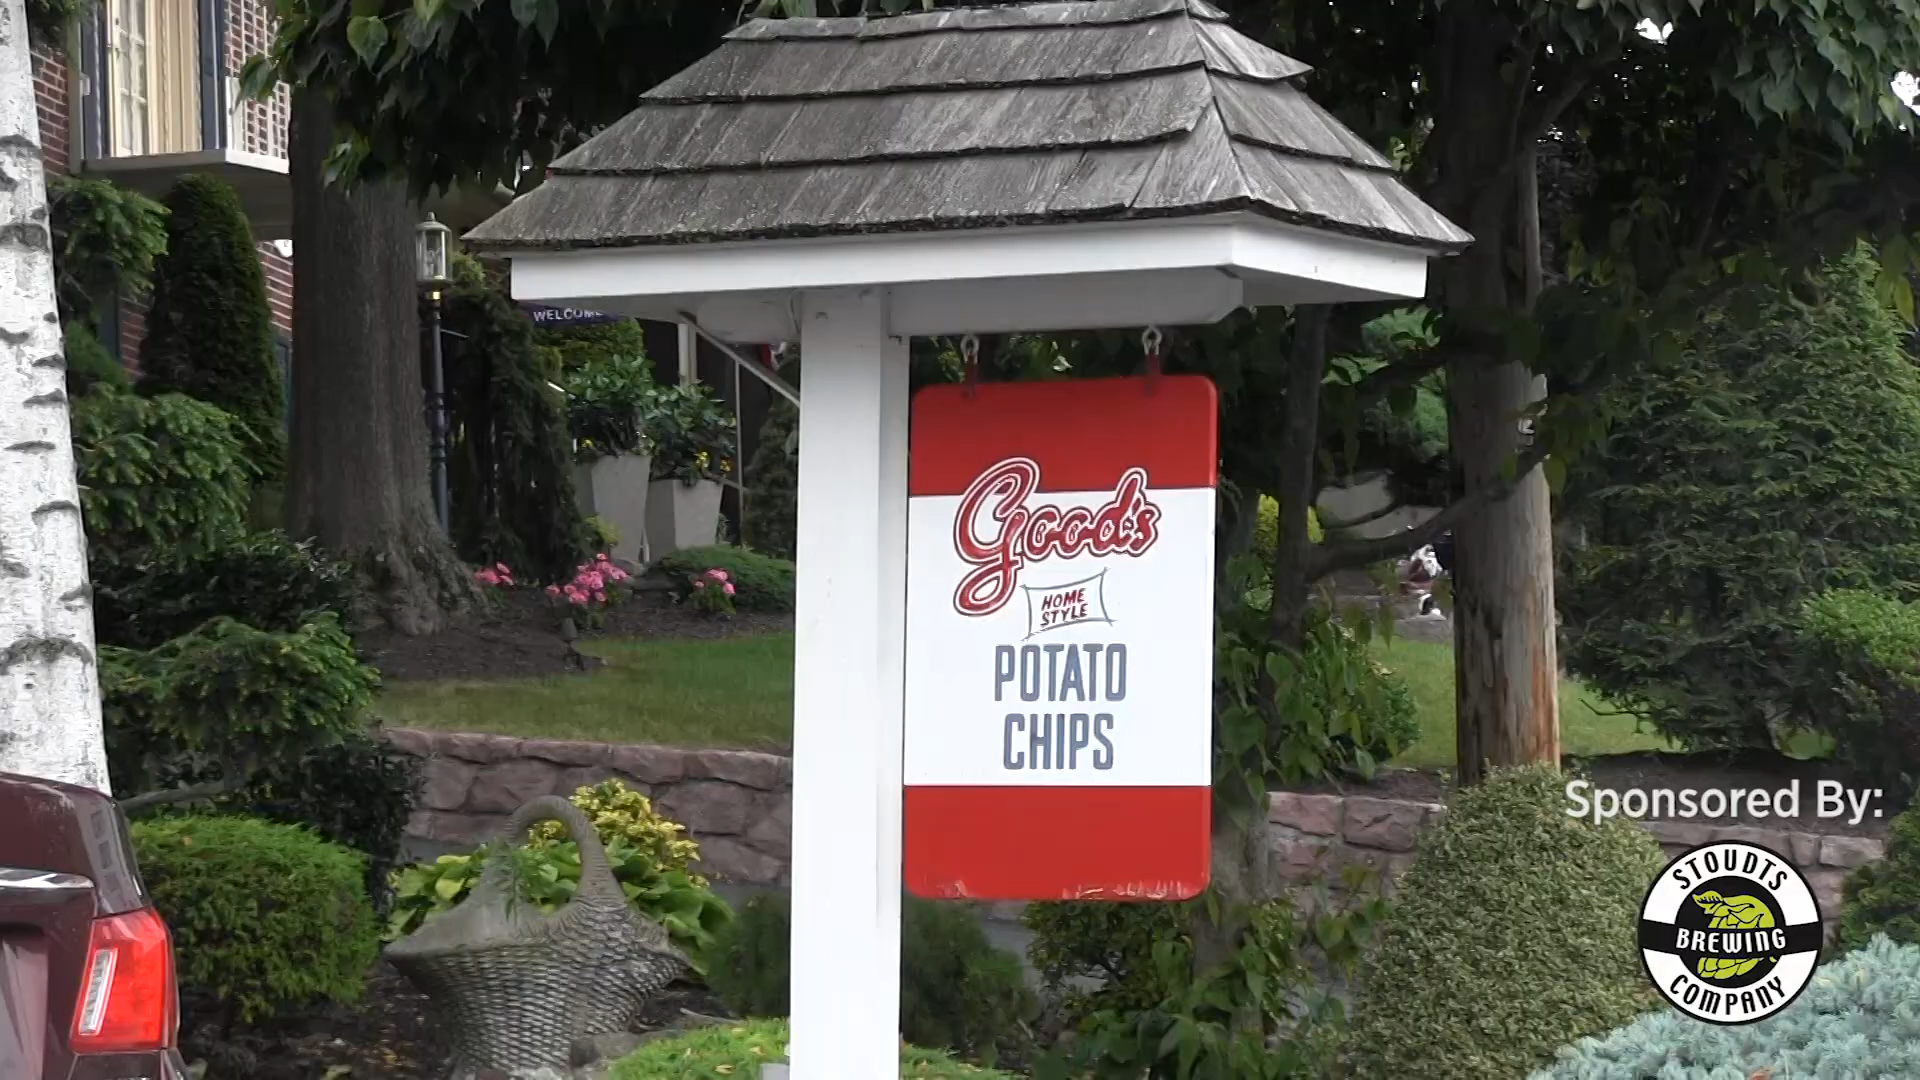 WELCOME
Good's
HOME
STYLE
POTATO
CHIPS
Sponsored By:
STOUDTS
BREWING
COMPANY